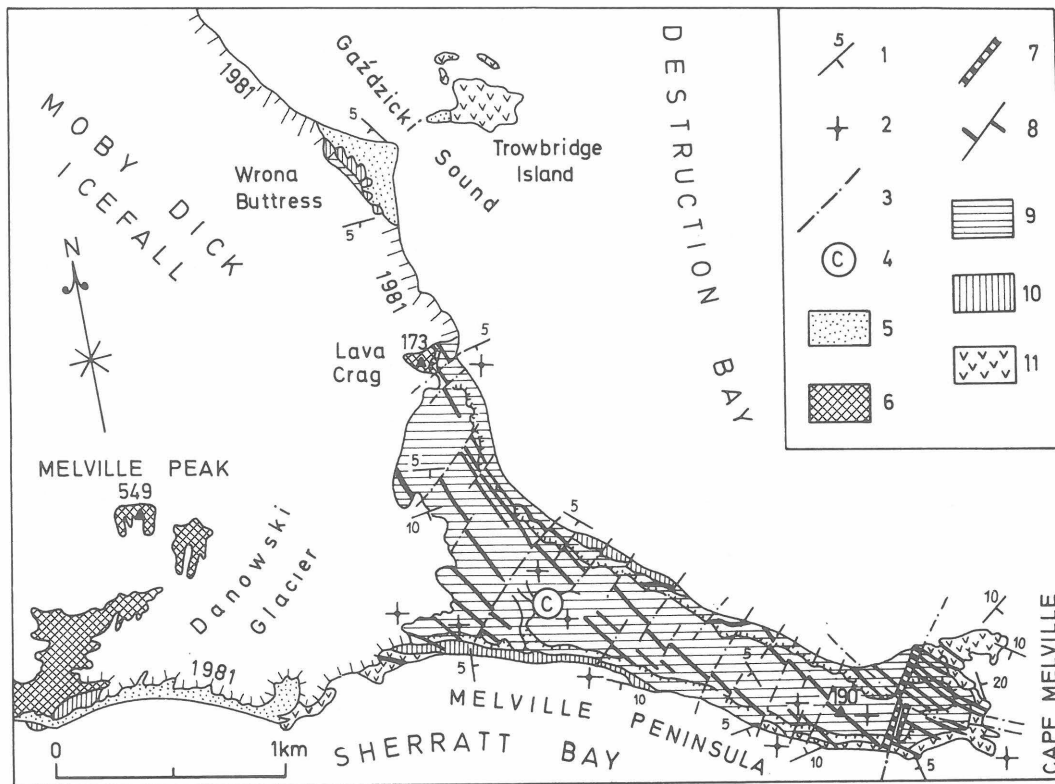 MOBY DICK
ICEFALL
1981
Gaździcki
Sound
DESTRUCTION BAY
Trowbridge
Island
5
Wrona
Buttress
5
N
1981
173
5
Lava
Crag
MELVILLE PEAK
549
5
10
5
Danowski
Glacier
C
5
10
10
190
20
5
10
5
10
5
1981
MELVILLE PENINSULA
SHERRATT BAY
CAPE MELVILLE
0
1km
5
1
2
3
C
4
5
6
7
8
9
10
11